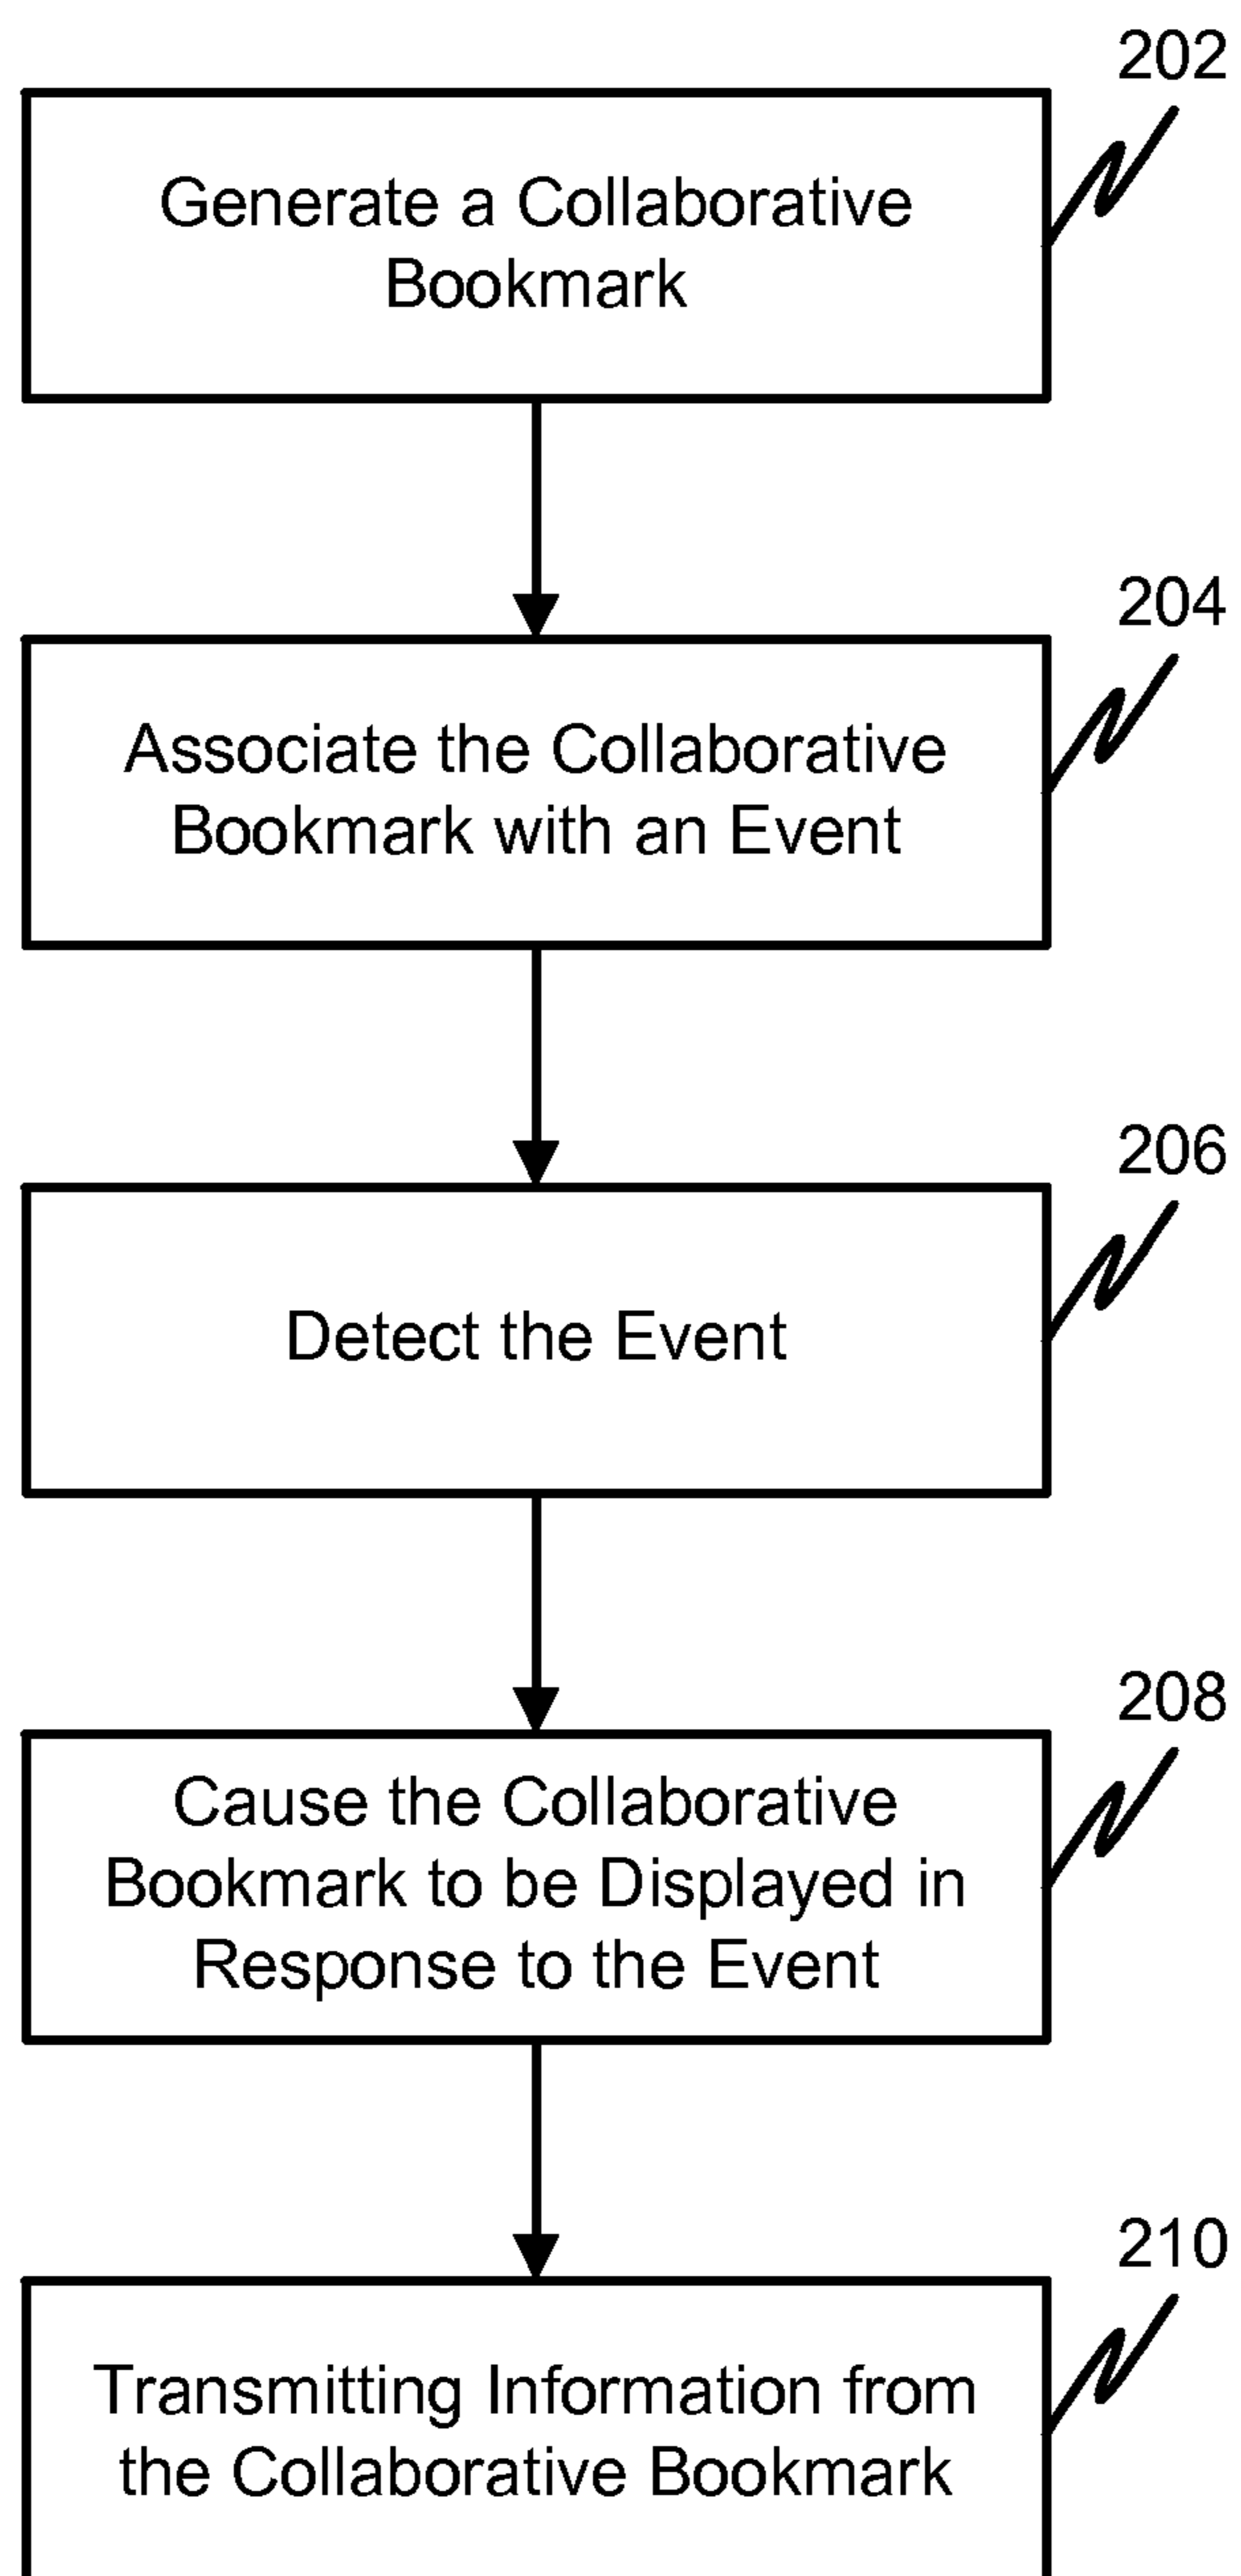 202
Generate a Collaborative
Bookmark
204
Associate the Collaborative
Bookmark with an Event
206
Detect the Event
208
Cause the Collaborative
Bookmark to be Displayed in
Response to the Event
210
Transmitting Information from
the Collaborative Bookmark